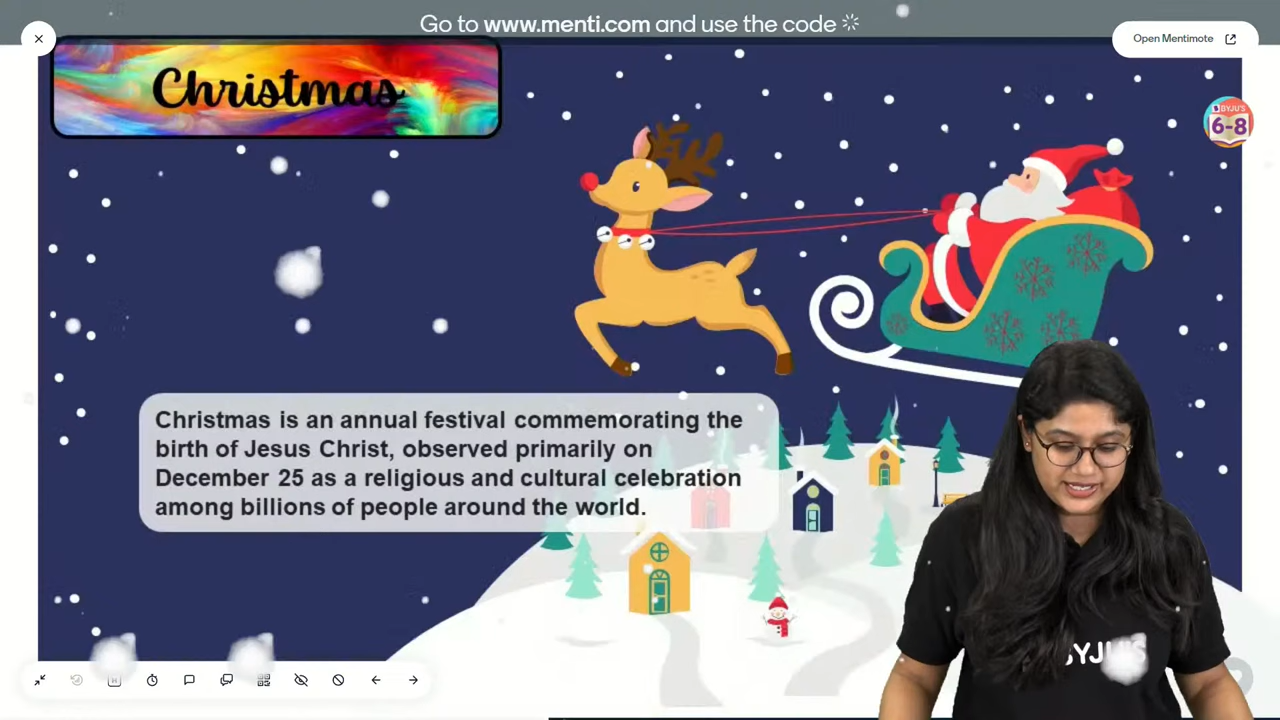 Go to www.menti.com and use the code
Open Mentimote
Christmas
BYJU'S
6-8
Christmas is an annual festival commemorating the
birth of Jesus Christ, observed primarily on
December 25 as a religious and cultural celebration
among billions of people around the world.
BYJU'S